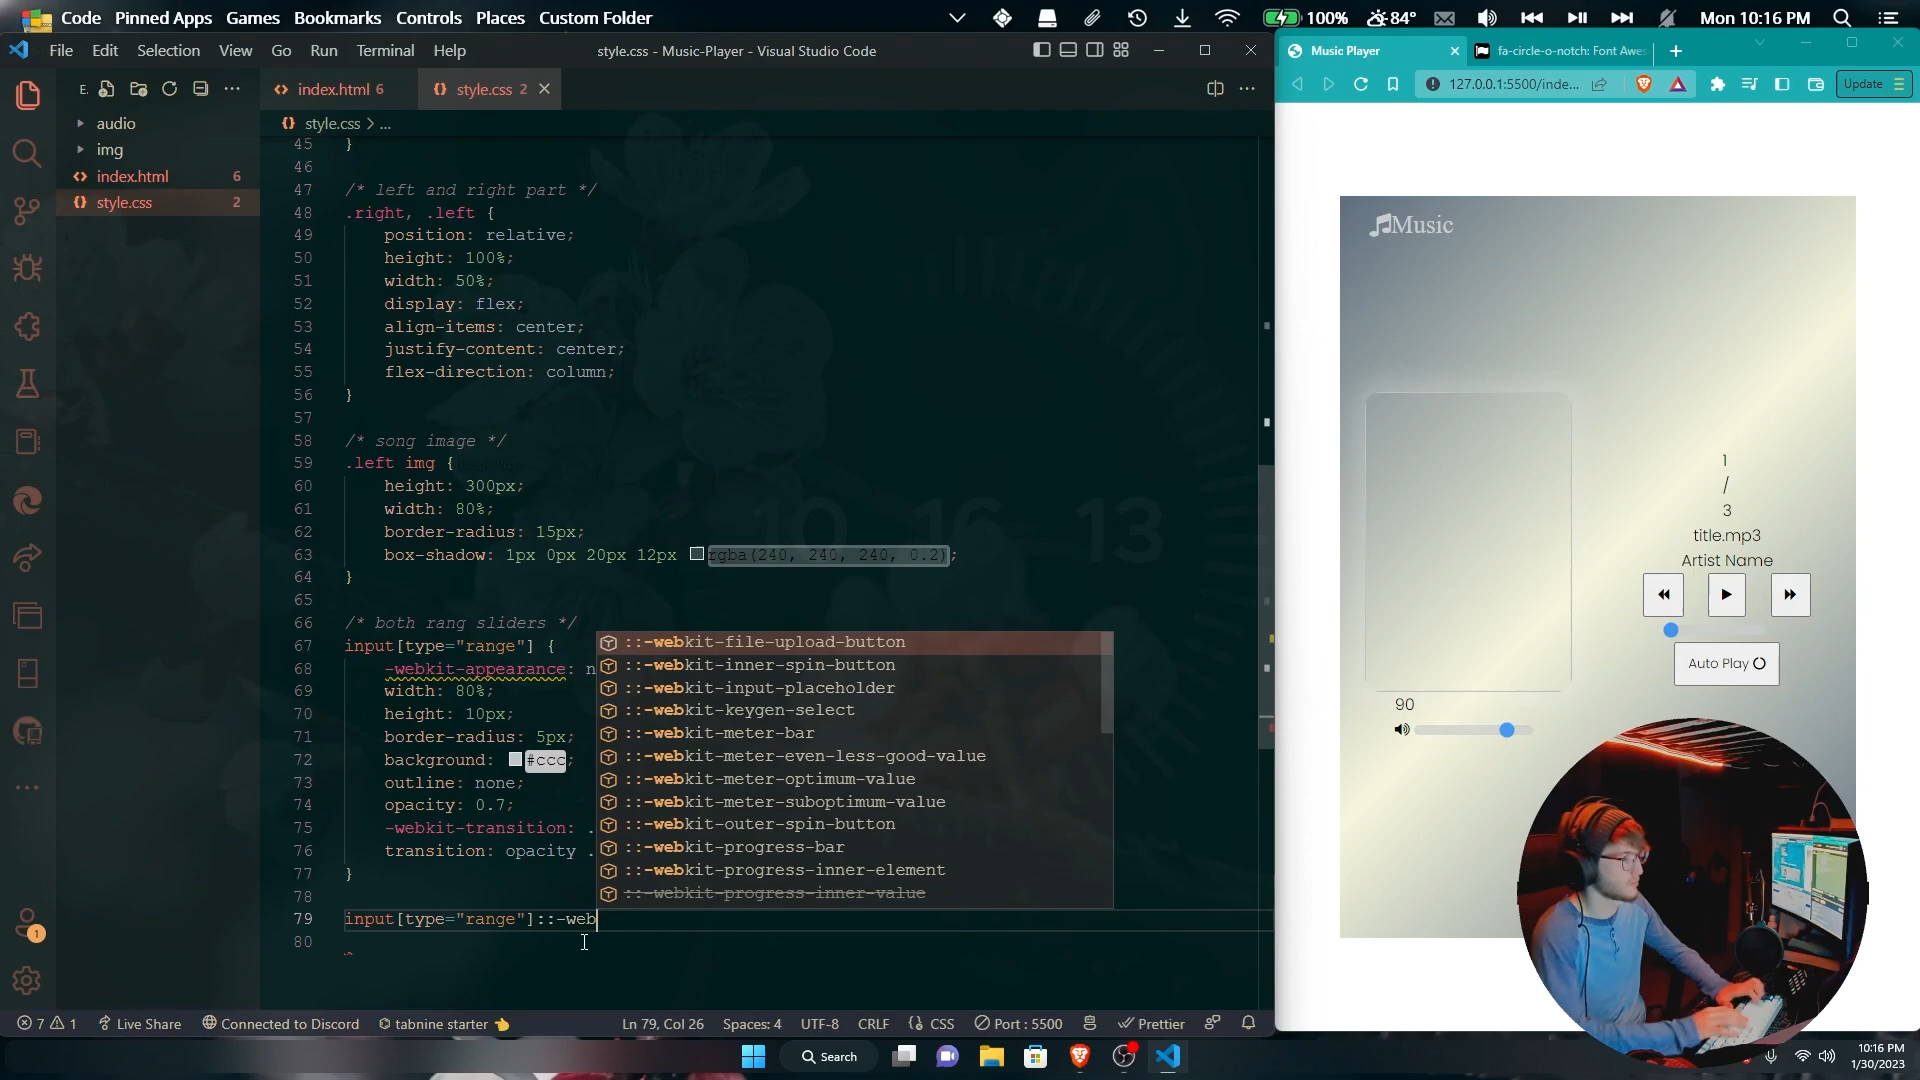 Code Pinned Apps Games Bookmarks Controls Places Custom Folder 100% 84° Mon 10:16 PM
File Edit Selection View Go Run Terminal Help style.css - Music-Player - Visual Studio Code
Music Player fa-circle-o-notch: Font Awes
127.0.0.1:5500/inde... Update
E.
index.html 6 style.css 2
style.css > ...
audio
img
index.html 6
style.css 2
45 }
46
47 /* left and right part */
48 .right, .left {
49 position: relative;
50 height: 100%;
51 width: 50%;
52 display: flex;
53 align-items: center;
54 justify-content: center;
55 flex-direction: column;
56 }
57
58 /* song image */
59 .left img {
60 height: 300px;
61 width: 80%;
62 border-radius: 15px;
63 box-shadow: 1px 0px 20px 12px rgba(240, 240, 240, 0.2);
64 }
65
66 /* both rang sliders */
67 input[type="range"] {
68 -webkit-appearance: n
69 width: 80%;
70 height: 10px;
71 border-radius: 5px;
72 background: #ccc;
73 outline: none;
74 opacity: 0.7;
75 -webkit-transition: .
76 transition: opacity .
77 }
78
79 input[type="range"]::-web
80
::-webkit-file-upload-button
::-webkit-inner-spin-button
::-webkit-input-placeholder
::-webkit-keygen-select
::-webkit-meter-bar
::-webkit-meter-even-less-good-value
::-webkit-meter-optimum-value
::-webkit-meter-suboptimum-value
::-webkit-outer-spin-button
::-webkit-progress-bar
::-webkit-progress-inner-element
::-webkit-progress-inner-value
10 16 13
Music
1
/
3
title.mp3
Artist Name
Auto Play
90
1
7 1 Live Share Connected to Discord tabnine starter Ln 79, Col 26 Spaces: 4 UTF-8 CRLF CSS Port : 5500 Prettier
Search
10:16 PM
1/30/2023